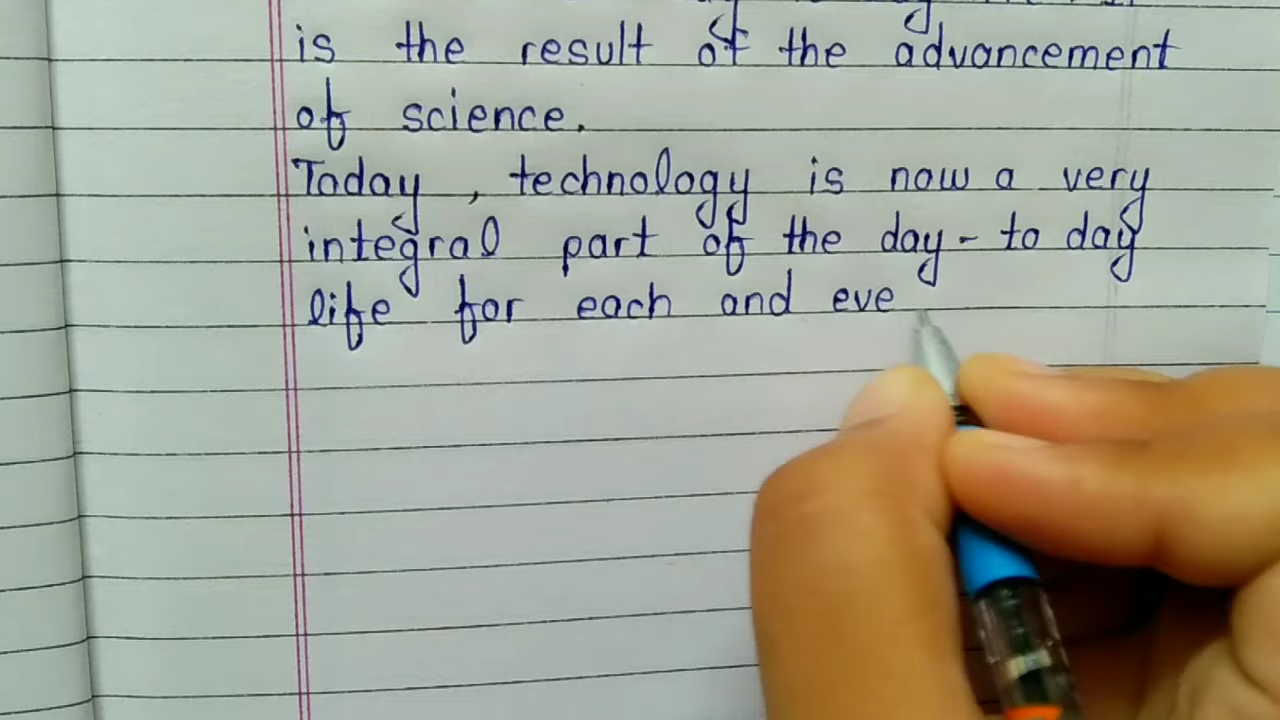 is the result of the advancement
of science.
Today , technology is now a very
integral part of the day - to day
life for each and eve